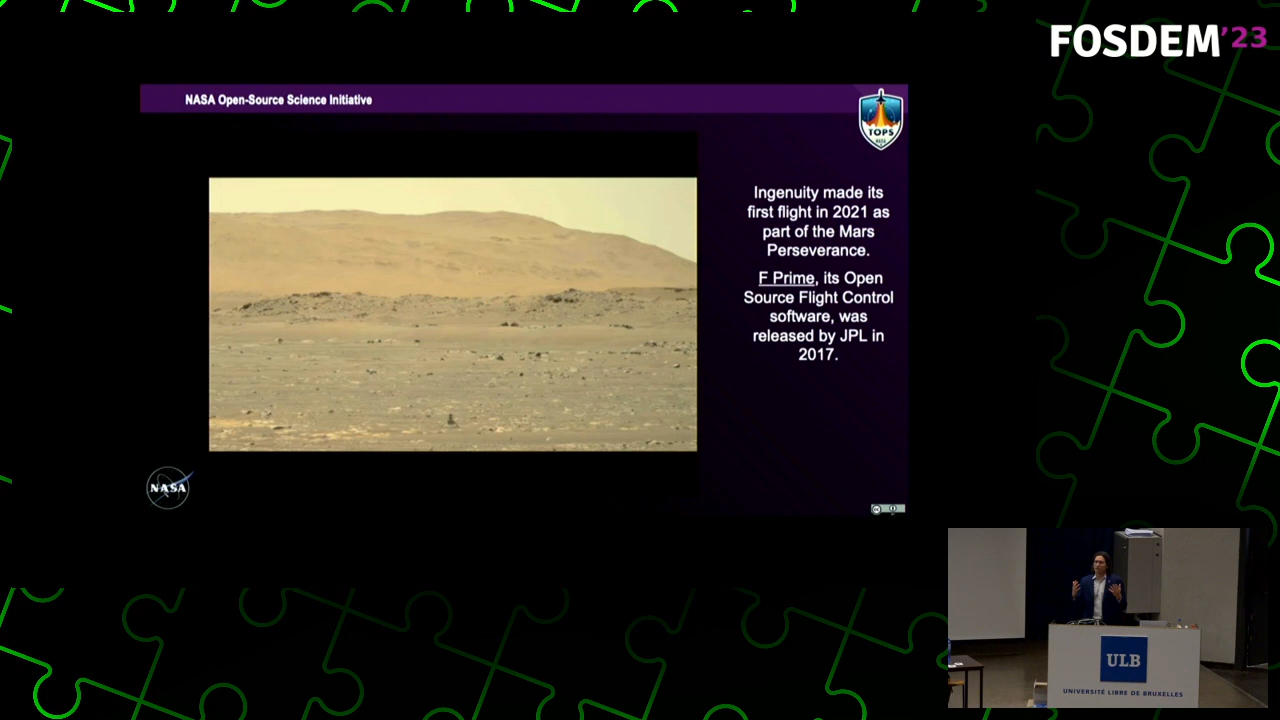 FOSDEM'23
NASA Open-Source Science Initiative
TOPS
NASA
Ingenuity made its
first flight in 2021 as
part of the Mars
Perseverance.
F Prime, its Open
Source Flight Control
software, was
released by JPL in
2017.
NASA
cc
ULB
UNIVERSITÉ LIBRE DE BRUXELLES